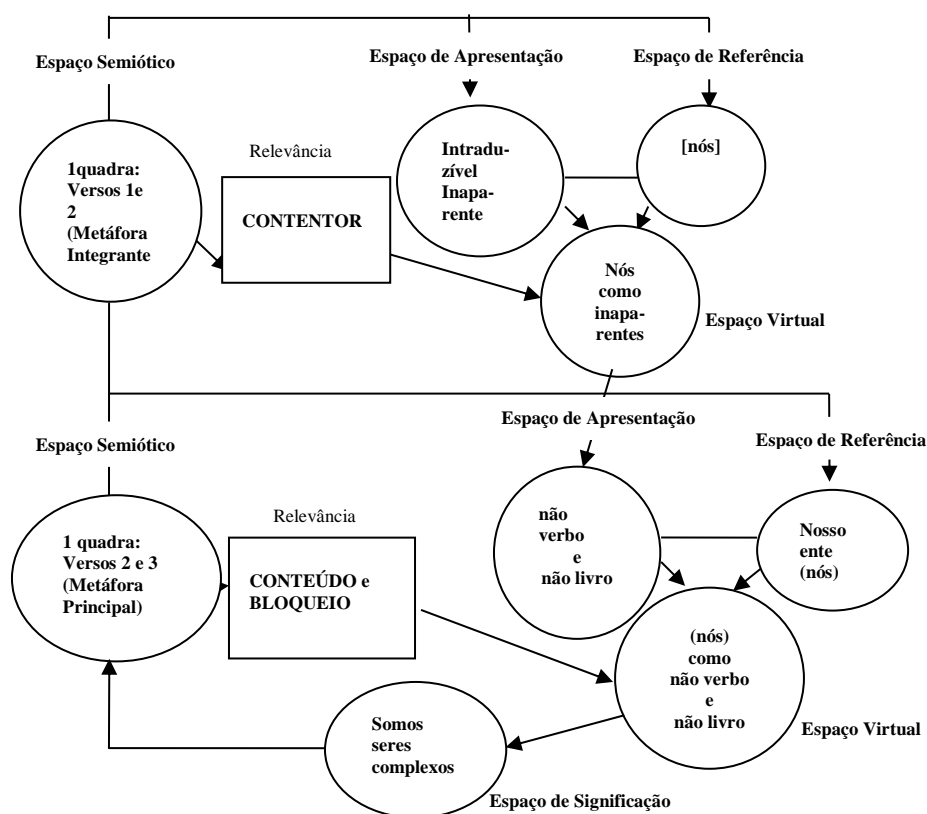 Espaço Semiótico
Espaço de Apresentação
Espaço de Referência
1quadra:
Versos 1e
2
(Metáfora
Integrante
Relevância
CONTENTOR
Intradu-
zível
Inapa-
rente
[nós]
Nós
como
inapa-
rentes
Espaço Virtual
Espaço Semiótico
Espaço de Apresentação
Espaço de Referência
1 quadra:
Versos 2 e 3
(Metáfora
Principal)
Relevância
CONTEÚDO e
BLOQUEIO
não
verbo
e
não livro
Nosso
ente
(nós)
(nós)
como
não verbo
e
não livro
Espaço Virtual
Somos
seres
complexos
Espaço de Significação